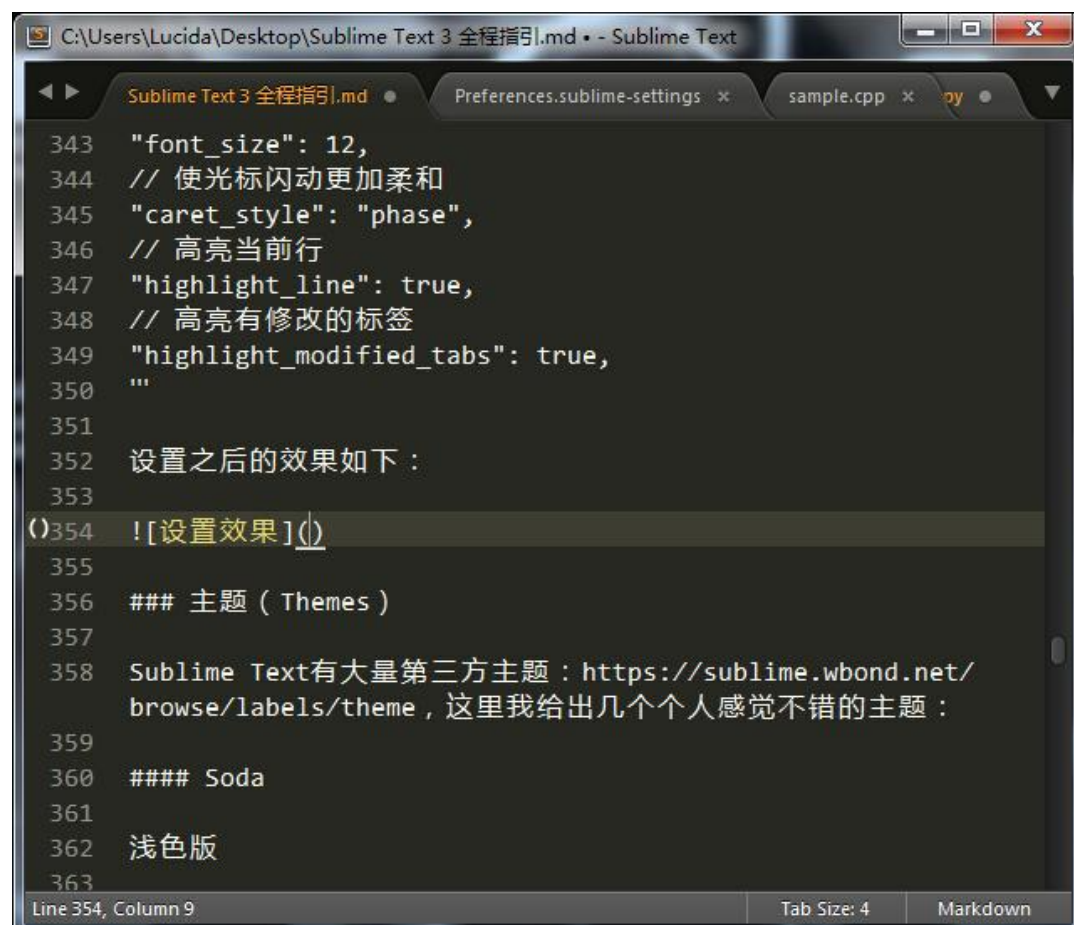 C:\Users\Lucida\Desktop\Sublime Text 3 全程指引.md • - Sublime Text
Sublime Text 3 全程指引.md Preferences.sublime-settings sample.cpp py
343 "font_size": 12,
344 // 使光标闪动更加柔和
345 "caret_style": "phase",
346 // 高亮当前行
347 "highlight_line": true,
348 // 高亮有修改的标签
349 "highlight_modified_tabs": true,
350 '''
351
352 设置之后的效果如下：
353
()354 ![设置效果]()
355
356 ### 主题（Themes）
357
358 Sublime Text有大量第三方主题：https://sublime.wbond.net/
browse/labels/theme，这里我给出几个个人感觉不错的主题：
359
360 #### Soda
361
362 浅色版
363
Line 354, Column 9 Tab Size: 4 Markdown